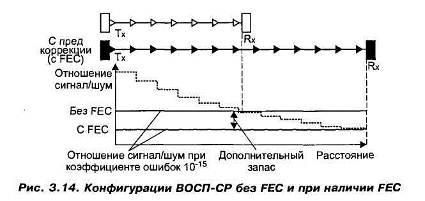 Tx
Rx
С пред
коррекции
(с FEC)
Tx
Rx
Отношение
сигнал/шум
Без FEC
С FEC
Отношение сигнал/шум при
коэффициенте ошибок 10-15
Дополнительный
запас
Расстояние
Рис. 3.14. Конфигурации ВОСП-СР без FEC и при наличии FEC